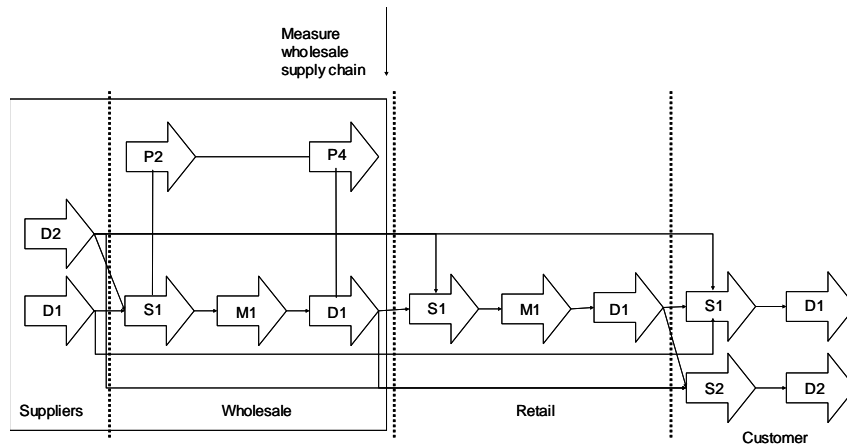 Measure
wholesale
supply chain
P2
P4
D2
D1
S1
M1
D1
S1
M1
D1
S1
D1
S2
D2
Suppliers
Wholesale
Retail
Customer